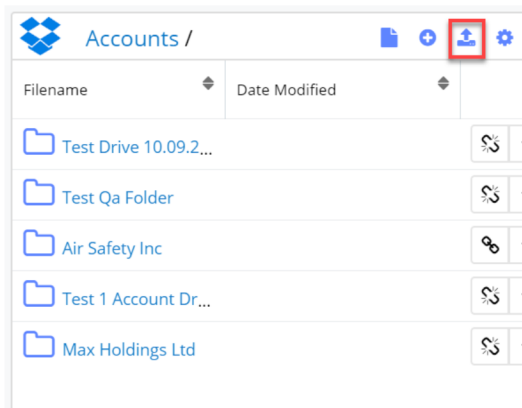 Accounts /
Filename Date Modified
Test Drive 10.09.2...
Test Qa Folder
Air Safety Inc
Test 1 Account Dr...
Max Holdings Ltd